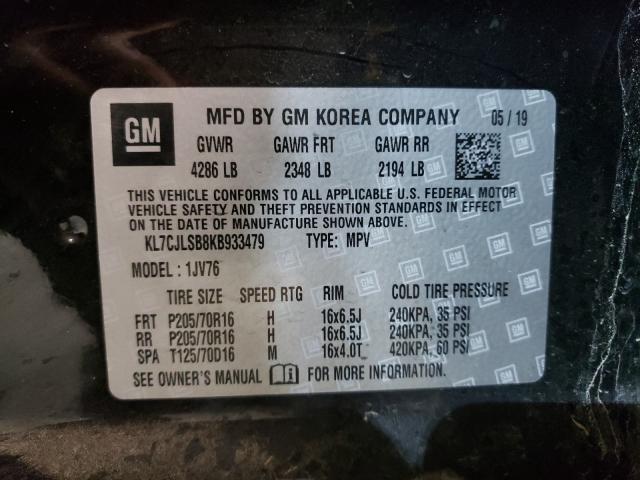 GM MFD BY GM KOREA COMPANY 05 / 19
GVWR GAWR FRT GAWR RR
4286 LB 2348 LB 2194 LB
THIS VEHICLE CONFORMS TO ALL APPLICABLE U.S. FEDERAL MOTOR
VEHICLE SAFETY AND THEFT PREVENTION STANDARDS IN EFFECT
ON THE DATE OF MANUFACTURE SHOWN ABOVE.
KL7CJLSB8KB933479 TYPE: MPV
MODEL : 1JV76
TIRE SIZE SPEED RTG RIM COLD TIRE PRESSURE
FRT P205/70R16 H 16x6.5J 240KPA, 35 PSI
RR P205/70R16 H 16x6.5J 240KPA, 35 PSI
SPA T125/70D16 M 16x4.0T 420KPA, 60 PSI
SEE OWNER'S MANUAL FOR MORE INFORMATION.